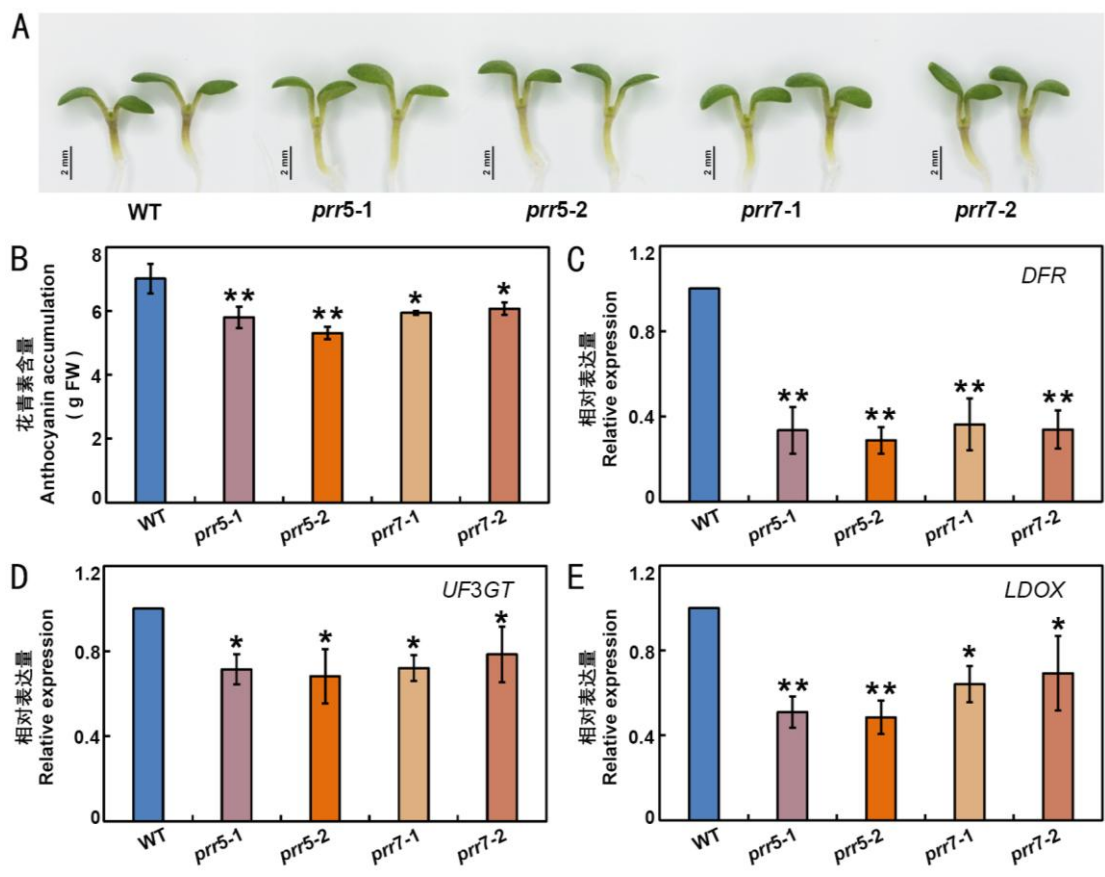 A
2 mm
2 mm
2 mm
2 mm
2 mm
WT
prr5-1
prr5-2
prr7-1
prr7-2
B
花青素含量
Anthocyanin accumulation
( g FW)
8
6
4
2
0
**
**
*
*
WT
prr5-1
prr5-2
prr7-1
prr7-2
C
相对表达量
Relative expression
1.2
0.8
0.4
0
DFR
**
**
**
**
WT
prr5-1
prr5-2
prr7-1
prr7-2
D
相对表达量
Relative expression
1.2
0.8
0.4
0
UF3GT
*
*
*
*
WT
prr5-1
prr5-2
prr7-1
prr7-2
E
相对表达量
Relative expression
1.2
0.8
0.4
0
LDOX
**
**
*
*
WT
prr5-1
prr5-2
prr7-1
prr7-2